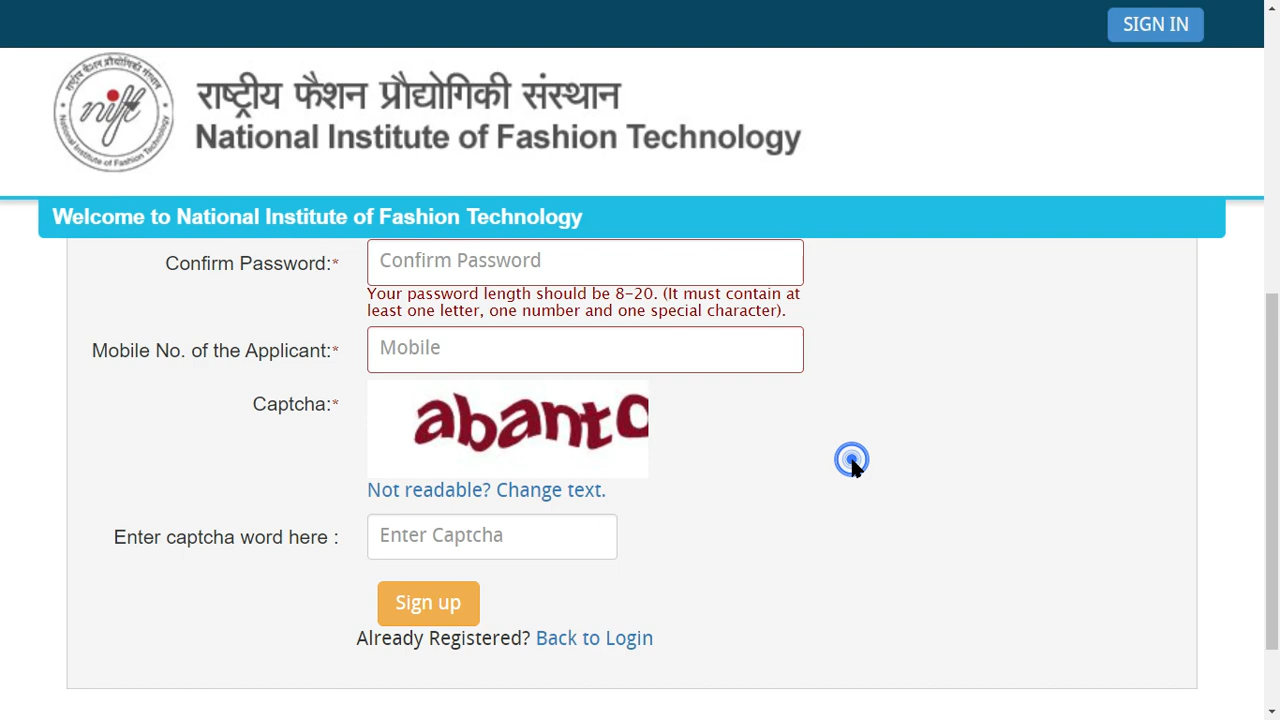 SIGN IN
राष्ट्रीय फैशन प्रौद्योगिकी संस्थान
National Institute of Fashion Technology
nift
Welcome to National Institute of Fashion Technology
Confirm Password:* Confirm Password
Your password length should be 8-20. (It must contain at
least one letter, one number and one special character).
Mobile No. of the Applicant:* Mobile
Captcha:*
Not readable? Change text.
Enter captcha word here : Enter Captcha
Sign up
Already Registered? Back to Login